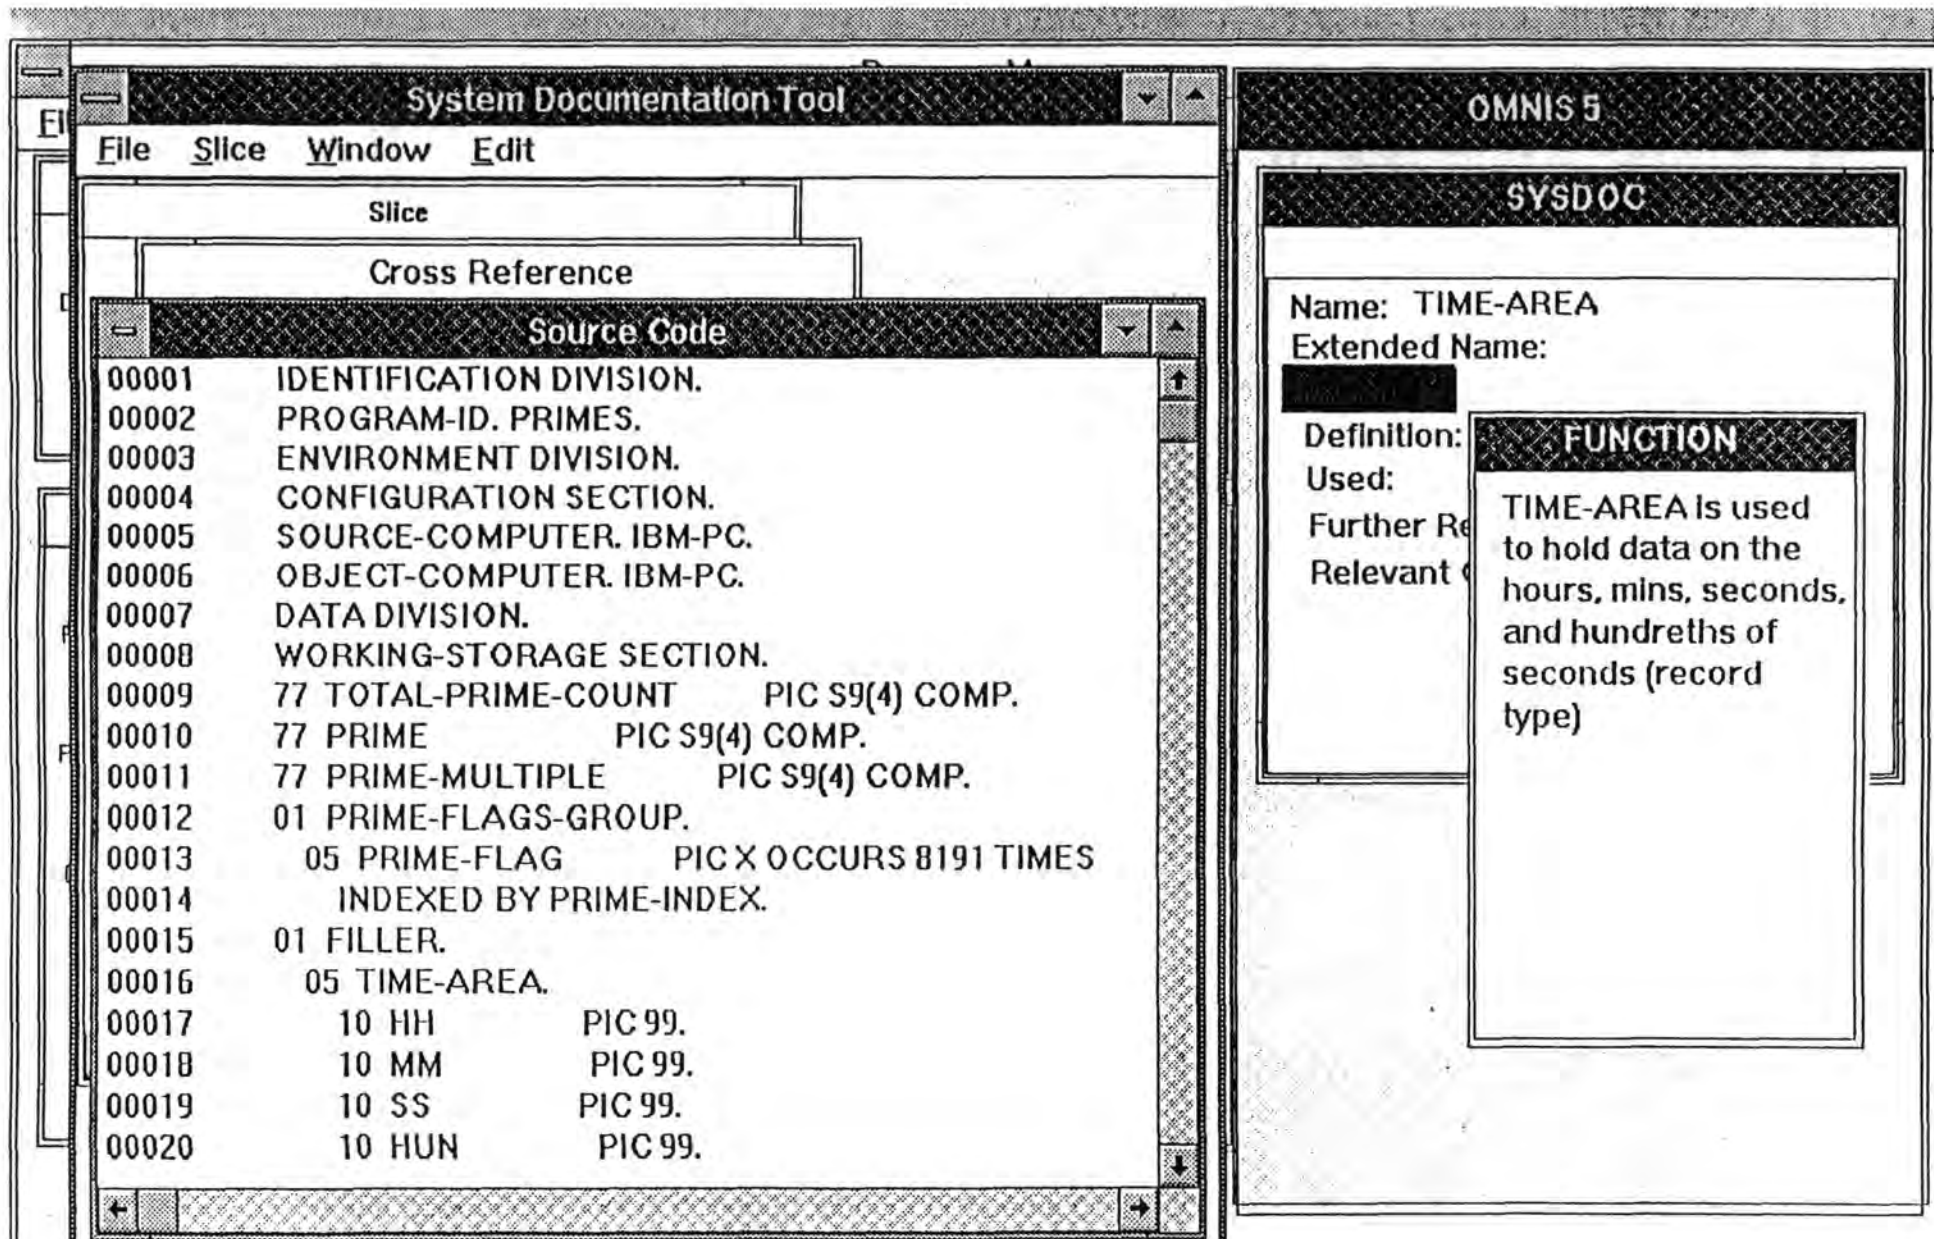 System Documentation Tool
File Slice Window Edit
Slice
Cross Reference
Source Code
00001 IDENTIFICATION DIVISION.
00002 PROGRAM-ID. PRIMES.
00003 ENVIRONMENT DIVISION.
00004 CONFIGURATION SECTION.
00005 SOURCE-COMPUTER. IBM-PC.
00006 OBJECT-COMPUTER. IBM-PC.
00007 DATA DIVISION.
00008 WORKING-STORAGE SECTION.
00009 77 TOTAL-PRIME-COUNT PIC S9(4) COMP.
00010 77 PRIME PIC S9(4) COMP.
00011 77 PRIME-MULTIPLE PIC S9(4) COMP.
00012 01 PRIME-FLAGS-GROUP.
00013 05 PRIME-FLAG PIC X OCCURS 8191 TIMES
00014 INDEXED BY PRIME-INDEX.
00015 01 FILLER.
00016 05 TIME-AREA.
00017 10 HH PIC 99.
00018 10 MM PIC 99.
00019 10 SS PIC 99.
00020 10 HUN PIC 99.
OMNIS 5
SYSDOC
Name: TIME-AREA
Extended Name:
Definition:
Used:
Further Re
Relevant
FUNCTION
TIME-AREA is used
to hold data on the
hours, mins, seconds,
and hundreths of
seconds (record
type)